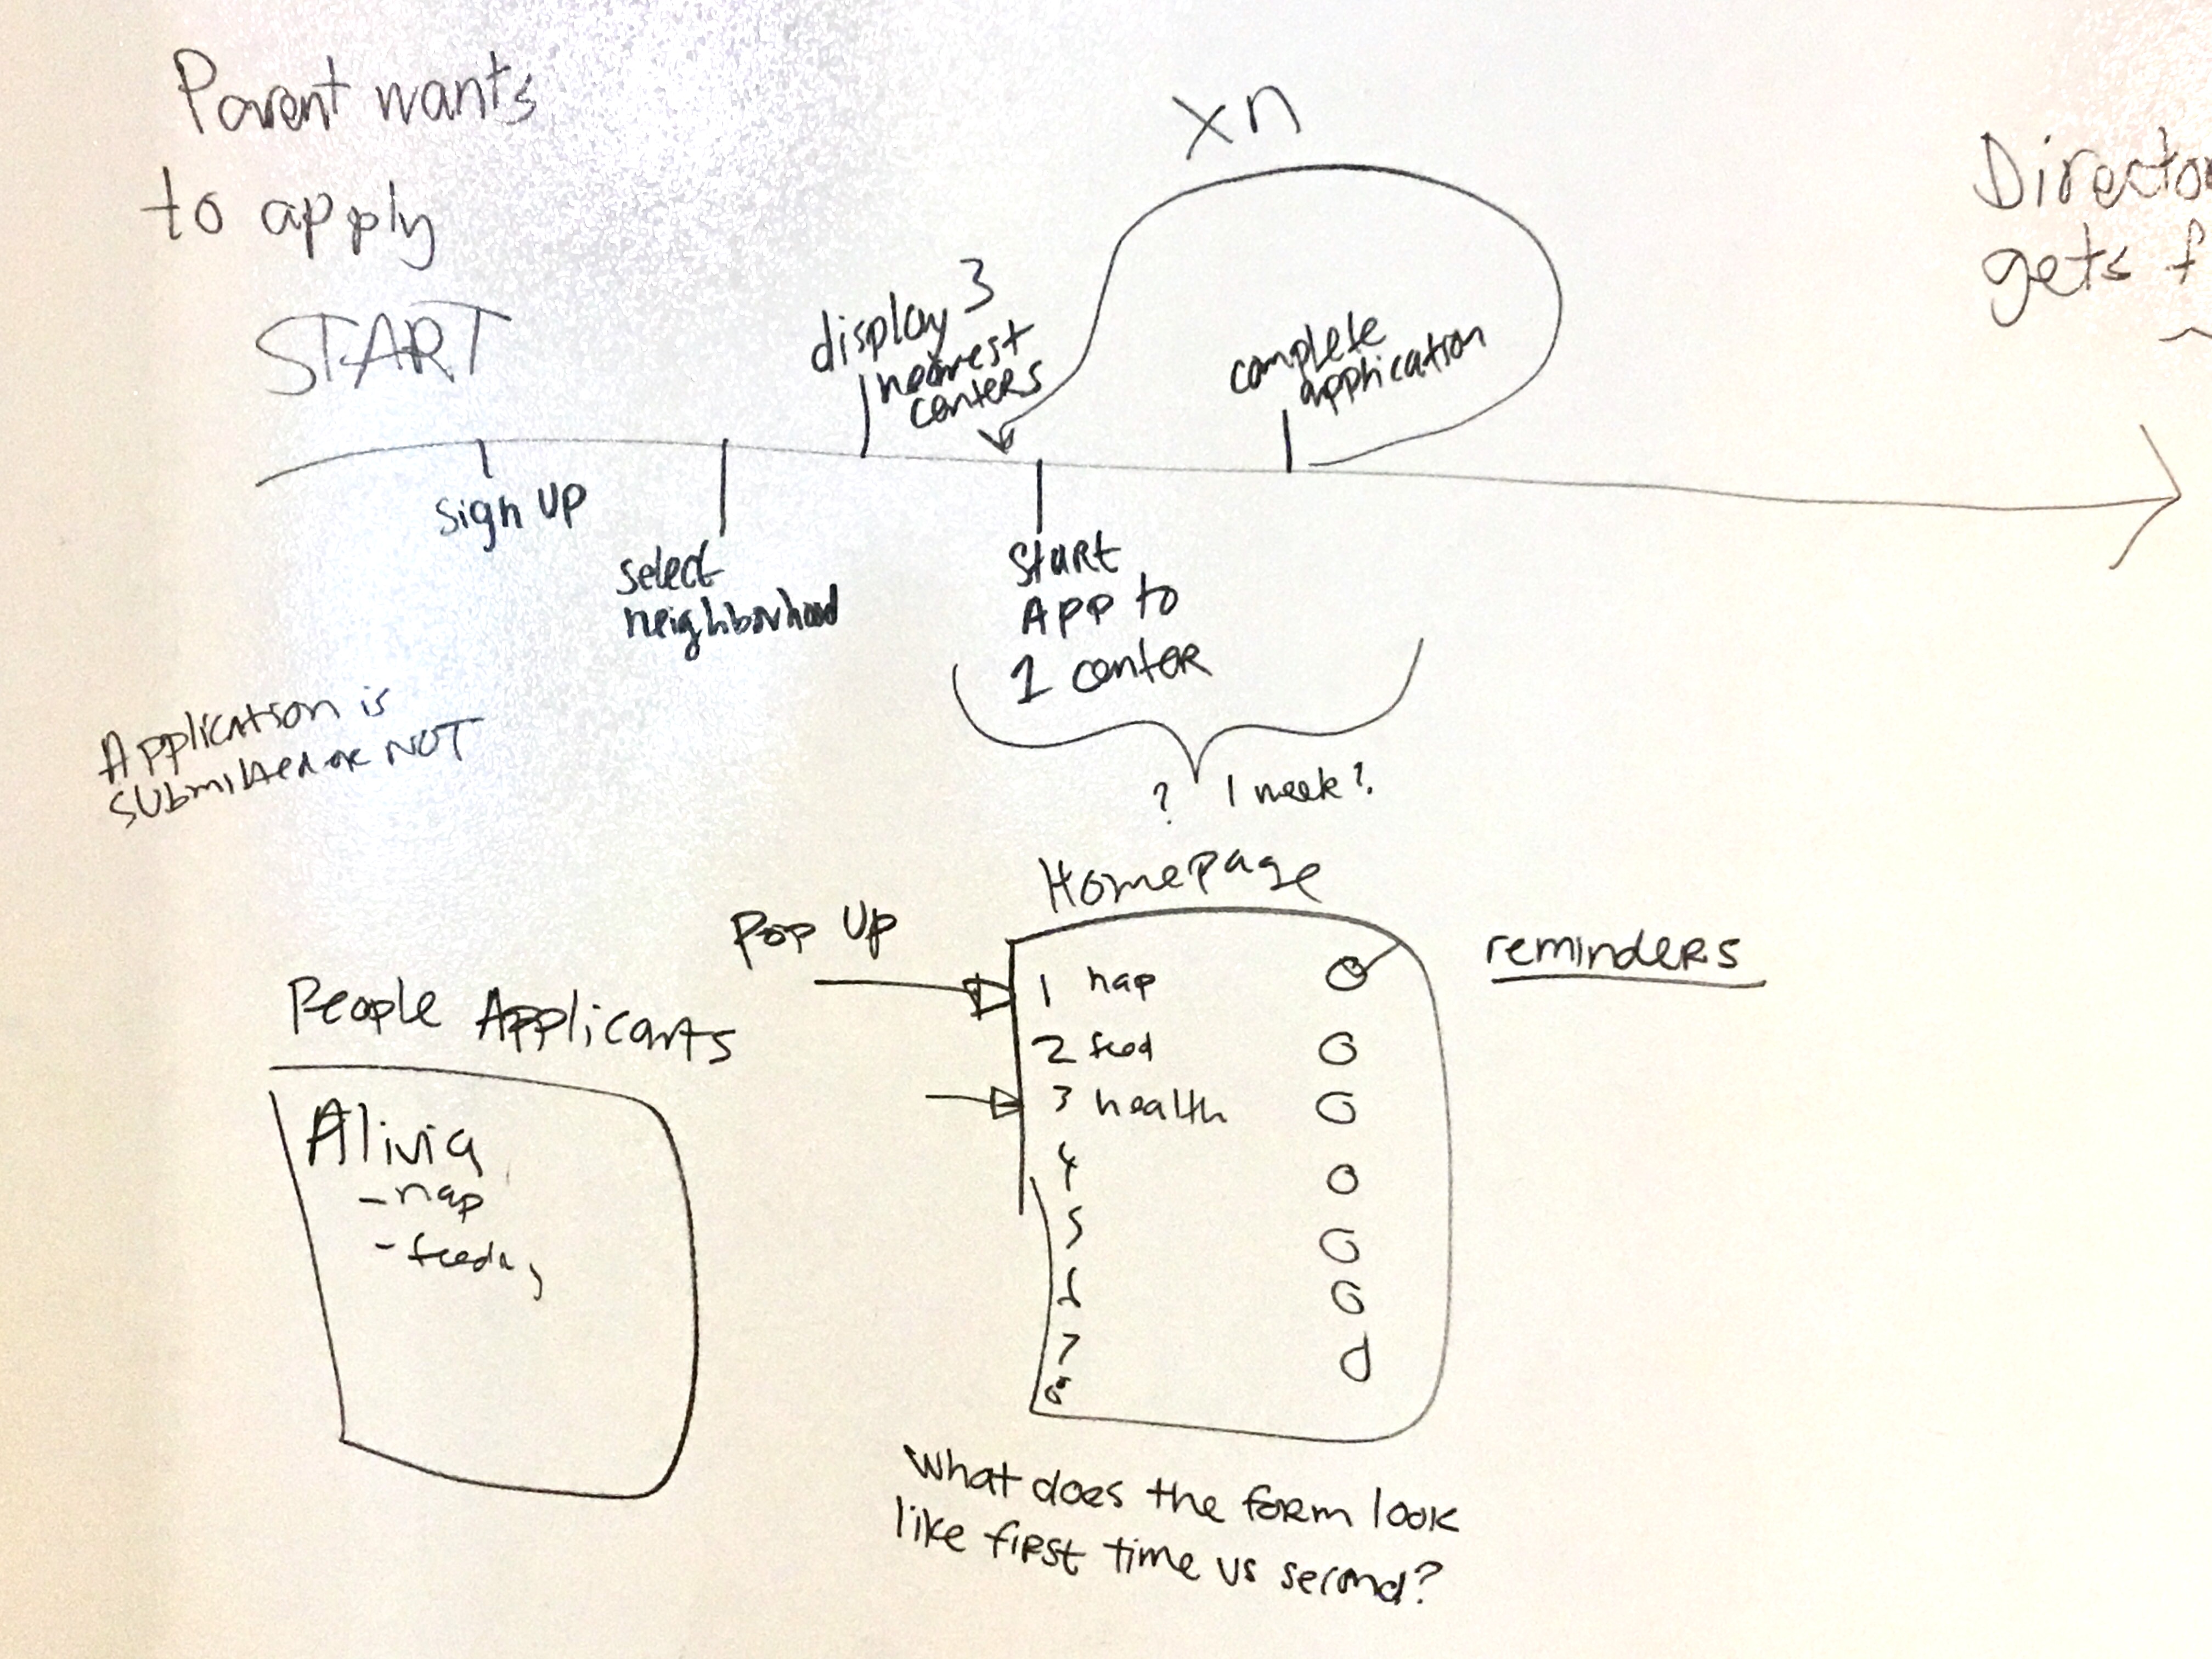 Parent wants
to apply
START
xn
Director
gets f
display 3
nearest
centers
complete
application
sign up
select
neighborhood
START
App to
1 center
Application is
submitted or NOT
? 1 week?
Homepage
Pop Up
reminders
1 nap
2 feed
3 health
4
5
6
7
8
People Applicants
Alivia
- nap
- feeding
What does the form look
like first time vs second?